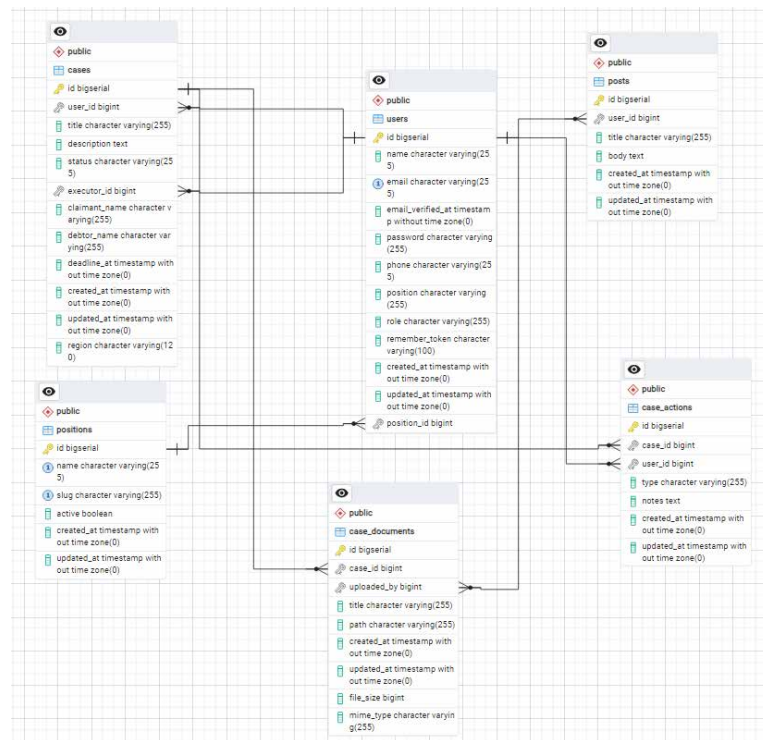 public
cases
id bigserial
user_id bigint
title character varying(255)
description text
status character varying(25
5)
executor_id bigint
claimant_name character v
arying(255)
debtor_name character var
ying(255)
deadline_at timestamp with
out time zone(0)
created_at timestamp with
out time zone(0)
updated_at timestamp with
out time zone(0)
region character varying(12
0)
public
users
id bigserial
name character varying(25
5)
email character varying(25
5)
email_verified_at timestam
p without time zone(0)
password character varying
(255)
phone character varying(25
5)
position character varying
(255)
role character varying(255)
remember_token character
varying(100)
created_at timestamp with
out time zone(0)
updated_at timestamp with
out time zone(0)
position_id bigint
public
posts
id bigserial
user_id bigint
title character varying(255)
body text
created_at timestamp with
out time zone(0)
updated_at timestamp with
out time zone(0)
public
positions
id bigserial
name character varying(25
5)
slug character varying(255)
active boolean
created_at timestamp with
out time zone(0)
updated_at timestamp with
out time zone(0)
public
case_documents
id bigserial
case_id bigint
uploaded_by bigint
title character varying(255)
path character varying(255)
created_at timestamp with
out time zone(0)
updated_at timestamp with
out time zone(0)
file_size bigint
mime_type character varyin
g(255)
public
case_actions
id bigserial
case_id bigint
user_id bigint
type character varying(255)
notes text
created_at timestamp with
out time zone(0)
updated_at timestamp with
out time zone(0)